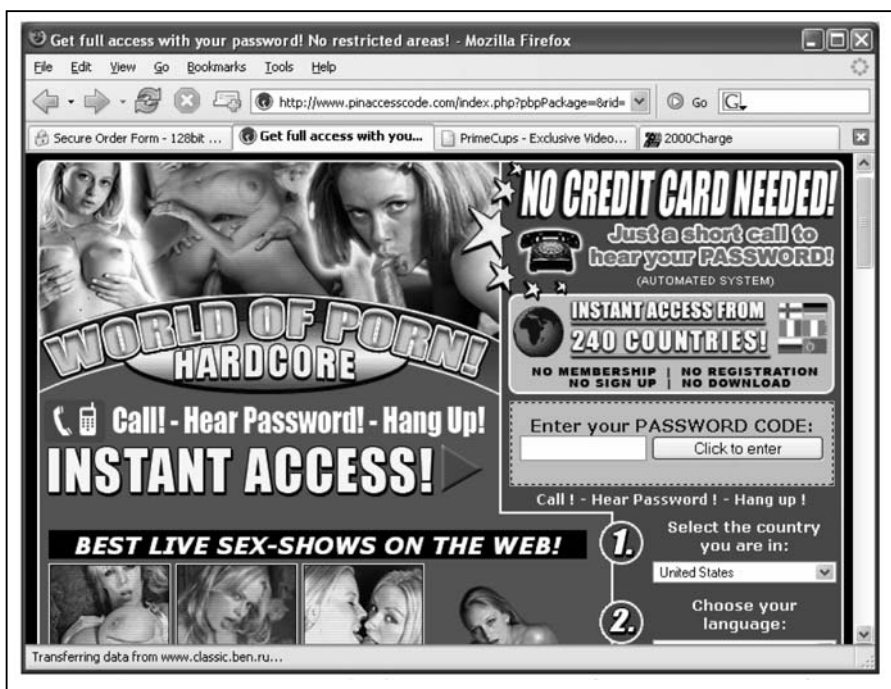 Get full access with your password! No restricted areas! - Mozilla Firefox
File Edit View Go Bookmarks Tools Help
http://www.pinaccesscode.com/index.php?pbpPackage=&rid=
Go
G
Secure Order Form - 128bit ...
Get full access with you...
PrimeCups - Exclusive Video...
2000Charge
NO CREDIT CARD NEEDED!
Just a short call to
hear your PASSWORD!
(AUTOMATED SYSTEM)
INSTANT ACCESS FROM
240 COUNTRIES!
NO MEMBERSHIP | NO REGISTRATION
NO SIGN UP | NO DOWNLOAD
WORLD OF PORN!
HARDCORE
Call! - Hear Password! - Hang Up!
INSTANT ACCESS!
Enter your PASSWORD CODE:
Click to enter
Call ! - Hear Password ! - Hang up !
BEST LIVE SEX-SHOWS ON THE WEB!
1.
Select the country
you are in:
United States
2.
Choose your
language:
Transferring data from www.classic.ben.ru...